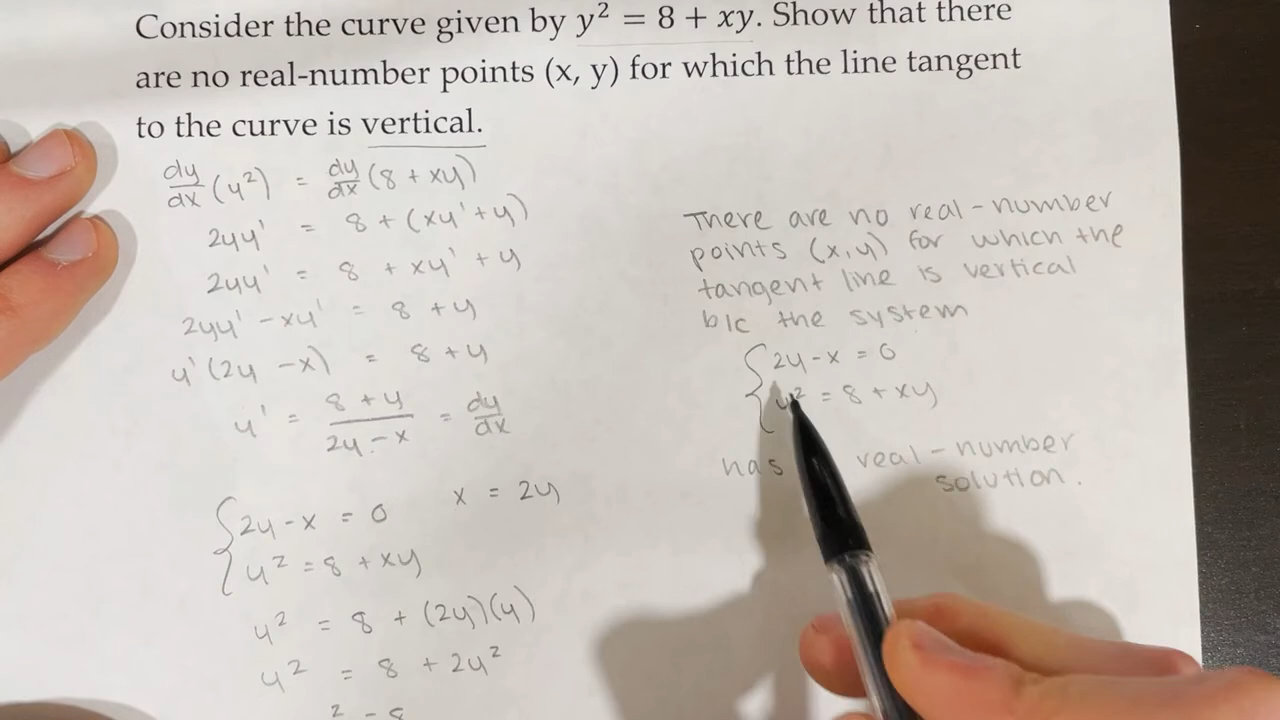 Consider the curve given by y² = 8 + xy. Show that there
are no real-number points (x, y) for which the line tangent
to the curve is vertical.
dy/dx (y²) = dy/dx (8 + xy)
2yy' = 8 + (xy' + y)
2yy' = 8 + xy' + y
2yy' - xy' = 8 + y
y'(2y - x) = 8 + y
y' = (8 + y)/(2y - x) = dy/dx
{2y - x = 0    x = 2y
y² = 8 + xy
y² = 8 + (2y)(y)
y² = 8 + 2y²
There are no real-number
points (x,y) for which the
tangent line is vertical
b/c the system
{2y - x = 0
y² = 8 + xy
has real-number
solution.